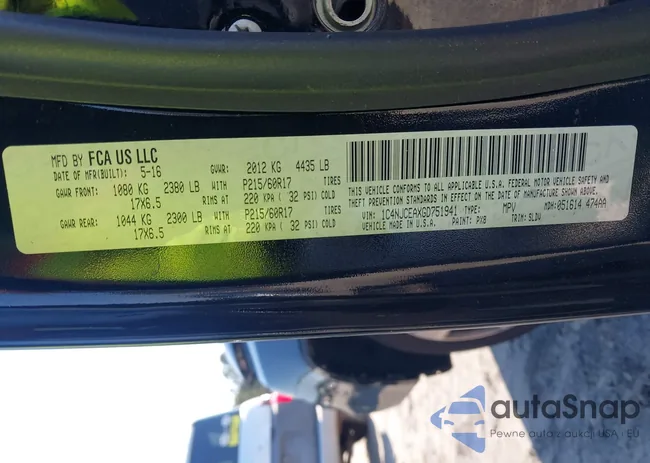 MFD BY FCA US LLC
DATE OF MFR(BUILT): 5-16 GVWR: 2012 KG 4435 LB
GAWR FRONT: 1080 KG 2380 LB WITH P215/60R17 TIRES
17X6.5 RIMS AT 220 KPA ( 32 PSI) COLD
GAWR REAR: 1044 KG 2300 LB WITH P215/60R17 TIRES
17X6.5 RIMS AT 220 KPA ( 32 PSI) COLD
THIS VEHICLE CONFORMS TO ALL APPLICABLE U.S.A. FEDERAL MOTOR VEHICLE SAFETY AND
THEFT PREVENTION STANDARDS IN EFFECT ON THE DATE OF MANUFACTURE SHOWN ABOVE.
VIN: 1C4NJCEAXGD751941 TYPE: MPV MDH: 051614 474AA
VEHICLE MADE IN U.S.A. PAINT: PXB TRIM: SLDV
autaSnap
Pewne auto z aukcji USA i EU